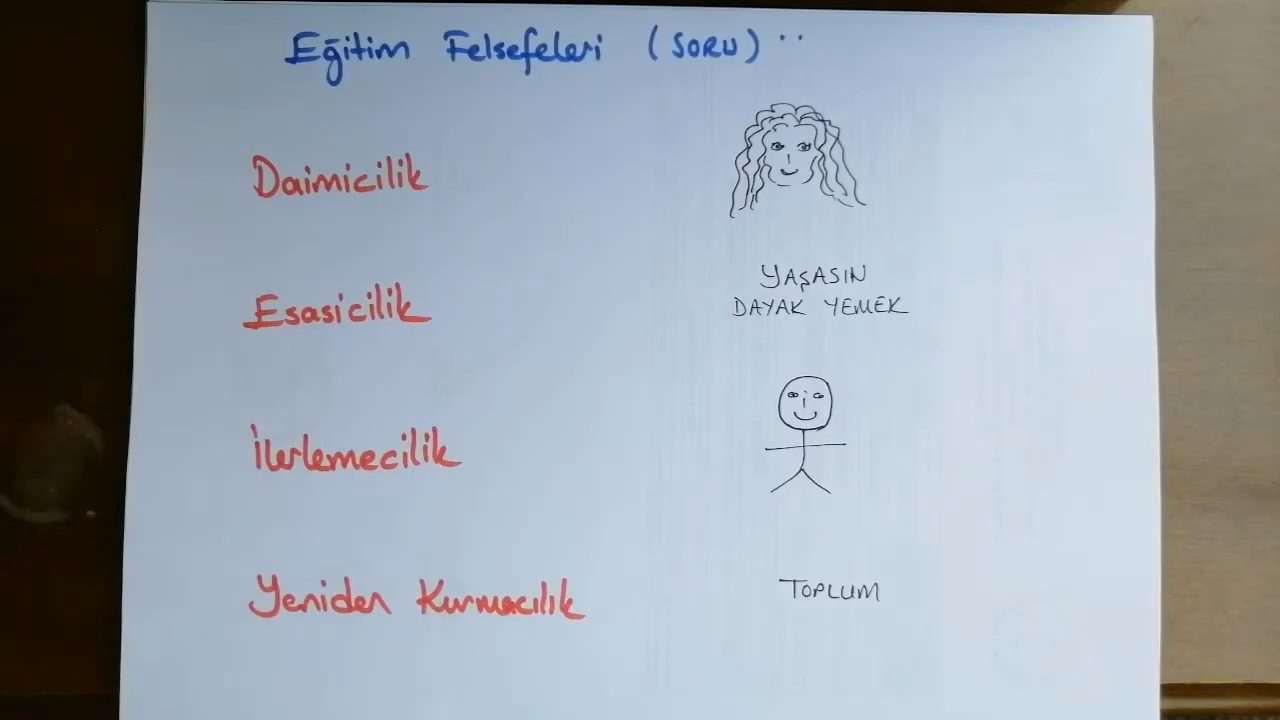 Eğitim Felsefeleri (SORU)
Daimicilik
Esasicilik
YAŞASIN
DAYAK YEMEK
İlerlemecilik
Yeniden Kurmacılık
TOPLUM